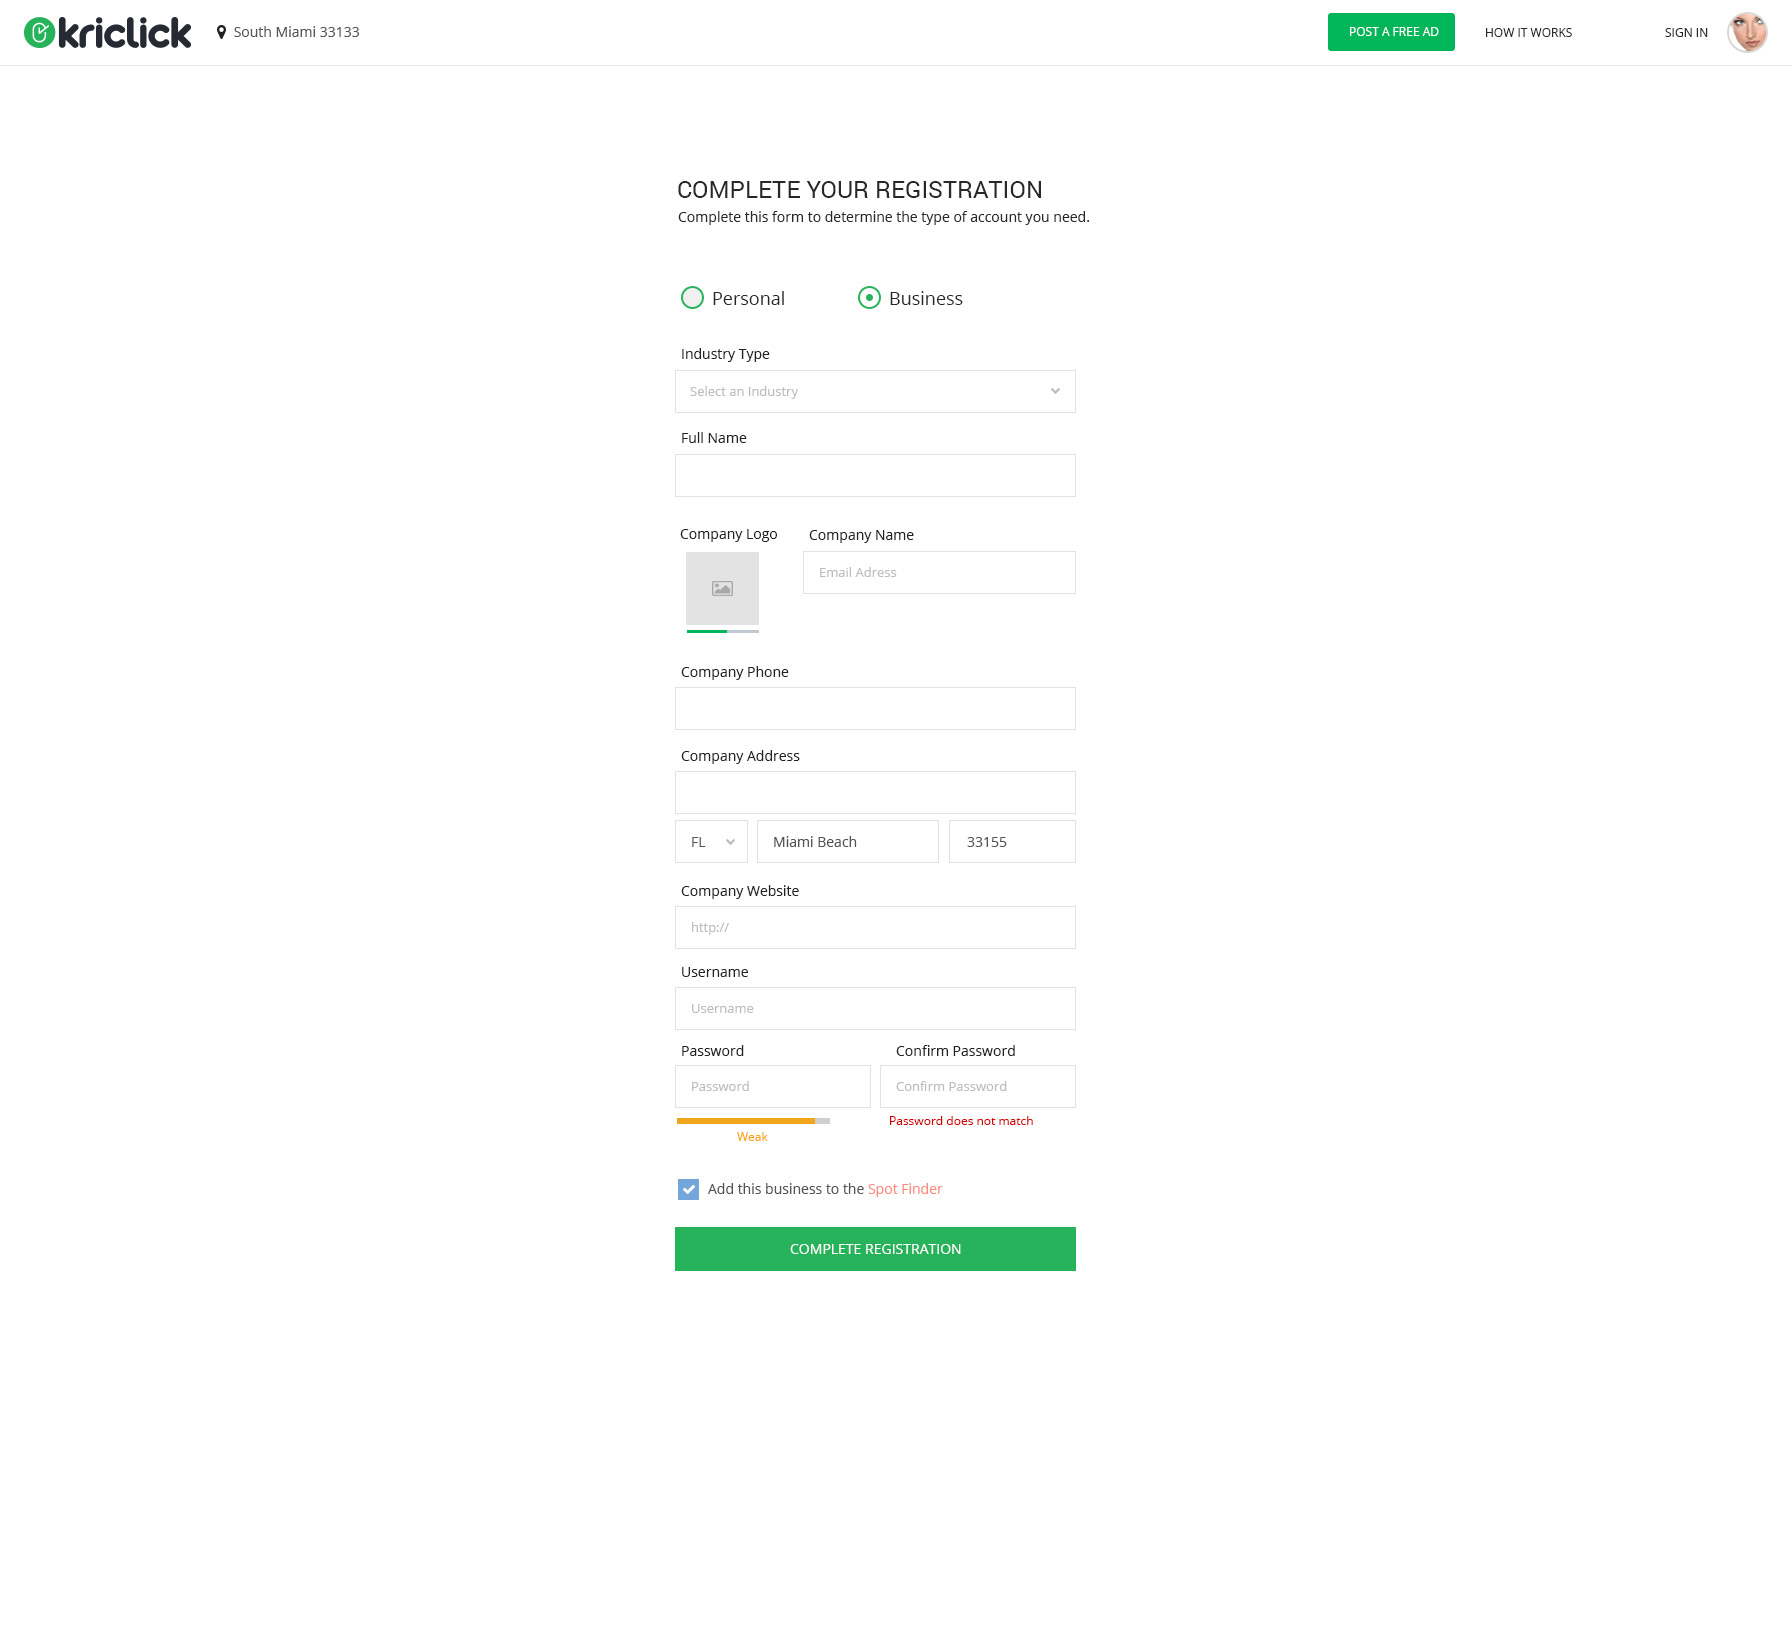 kriclick South Miami 33133 POST A FREE AD HOW IT WORKS SIGN IN
COMPLETE YOUR REGISTRATION
Complete this form to determine the type of account you need.
Personal Business
Industry Type
Select an Industry
Full Name
Company Logo Company Name
Email Adress
Company Phone
Company Address
FL Miami Beach 33155
Company Website
http://
Username
Username
Password Confirm Password
Password Confirm Password
Password does not match
Weak
Add this business to the Spot Finder
COMPLETE REGISTRATION